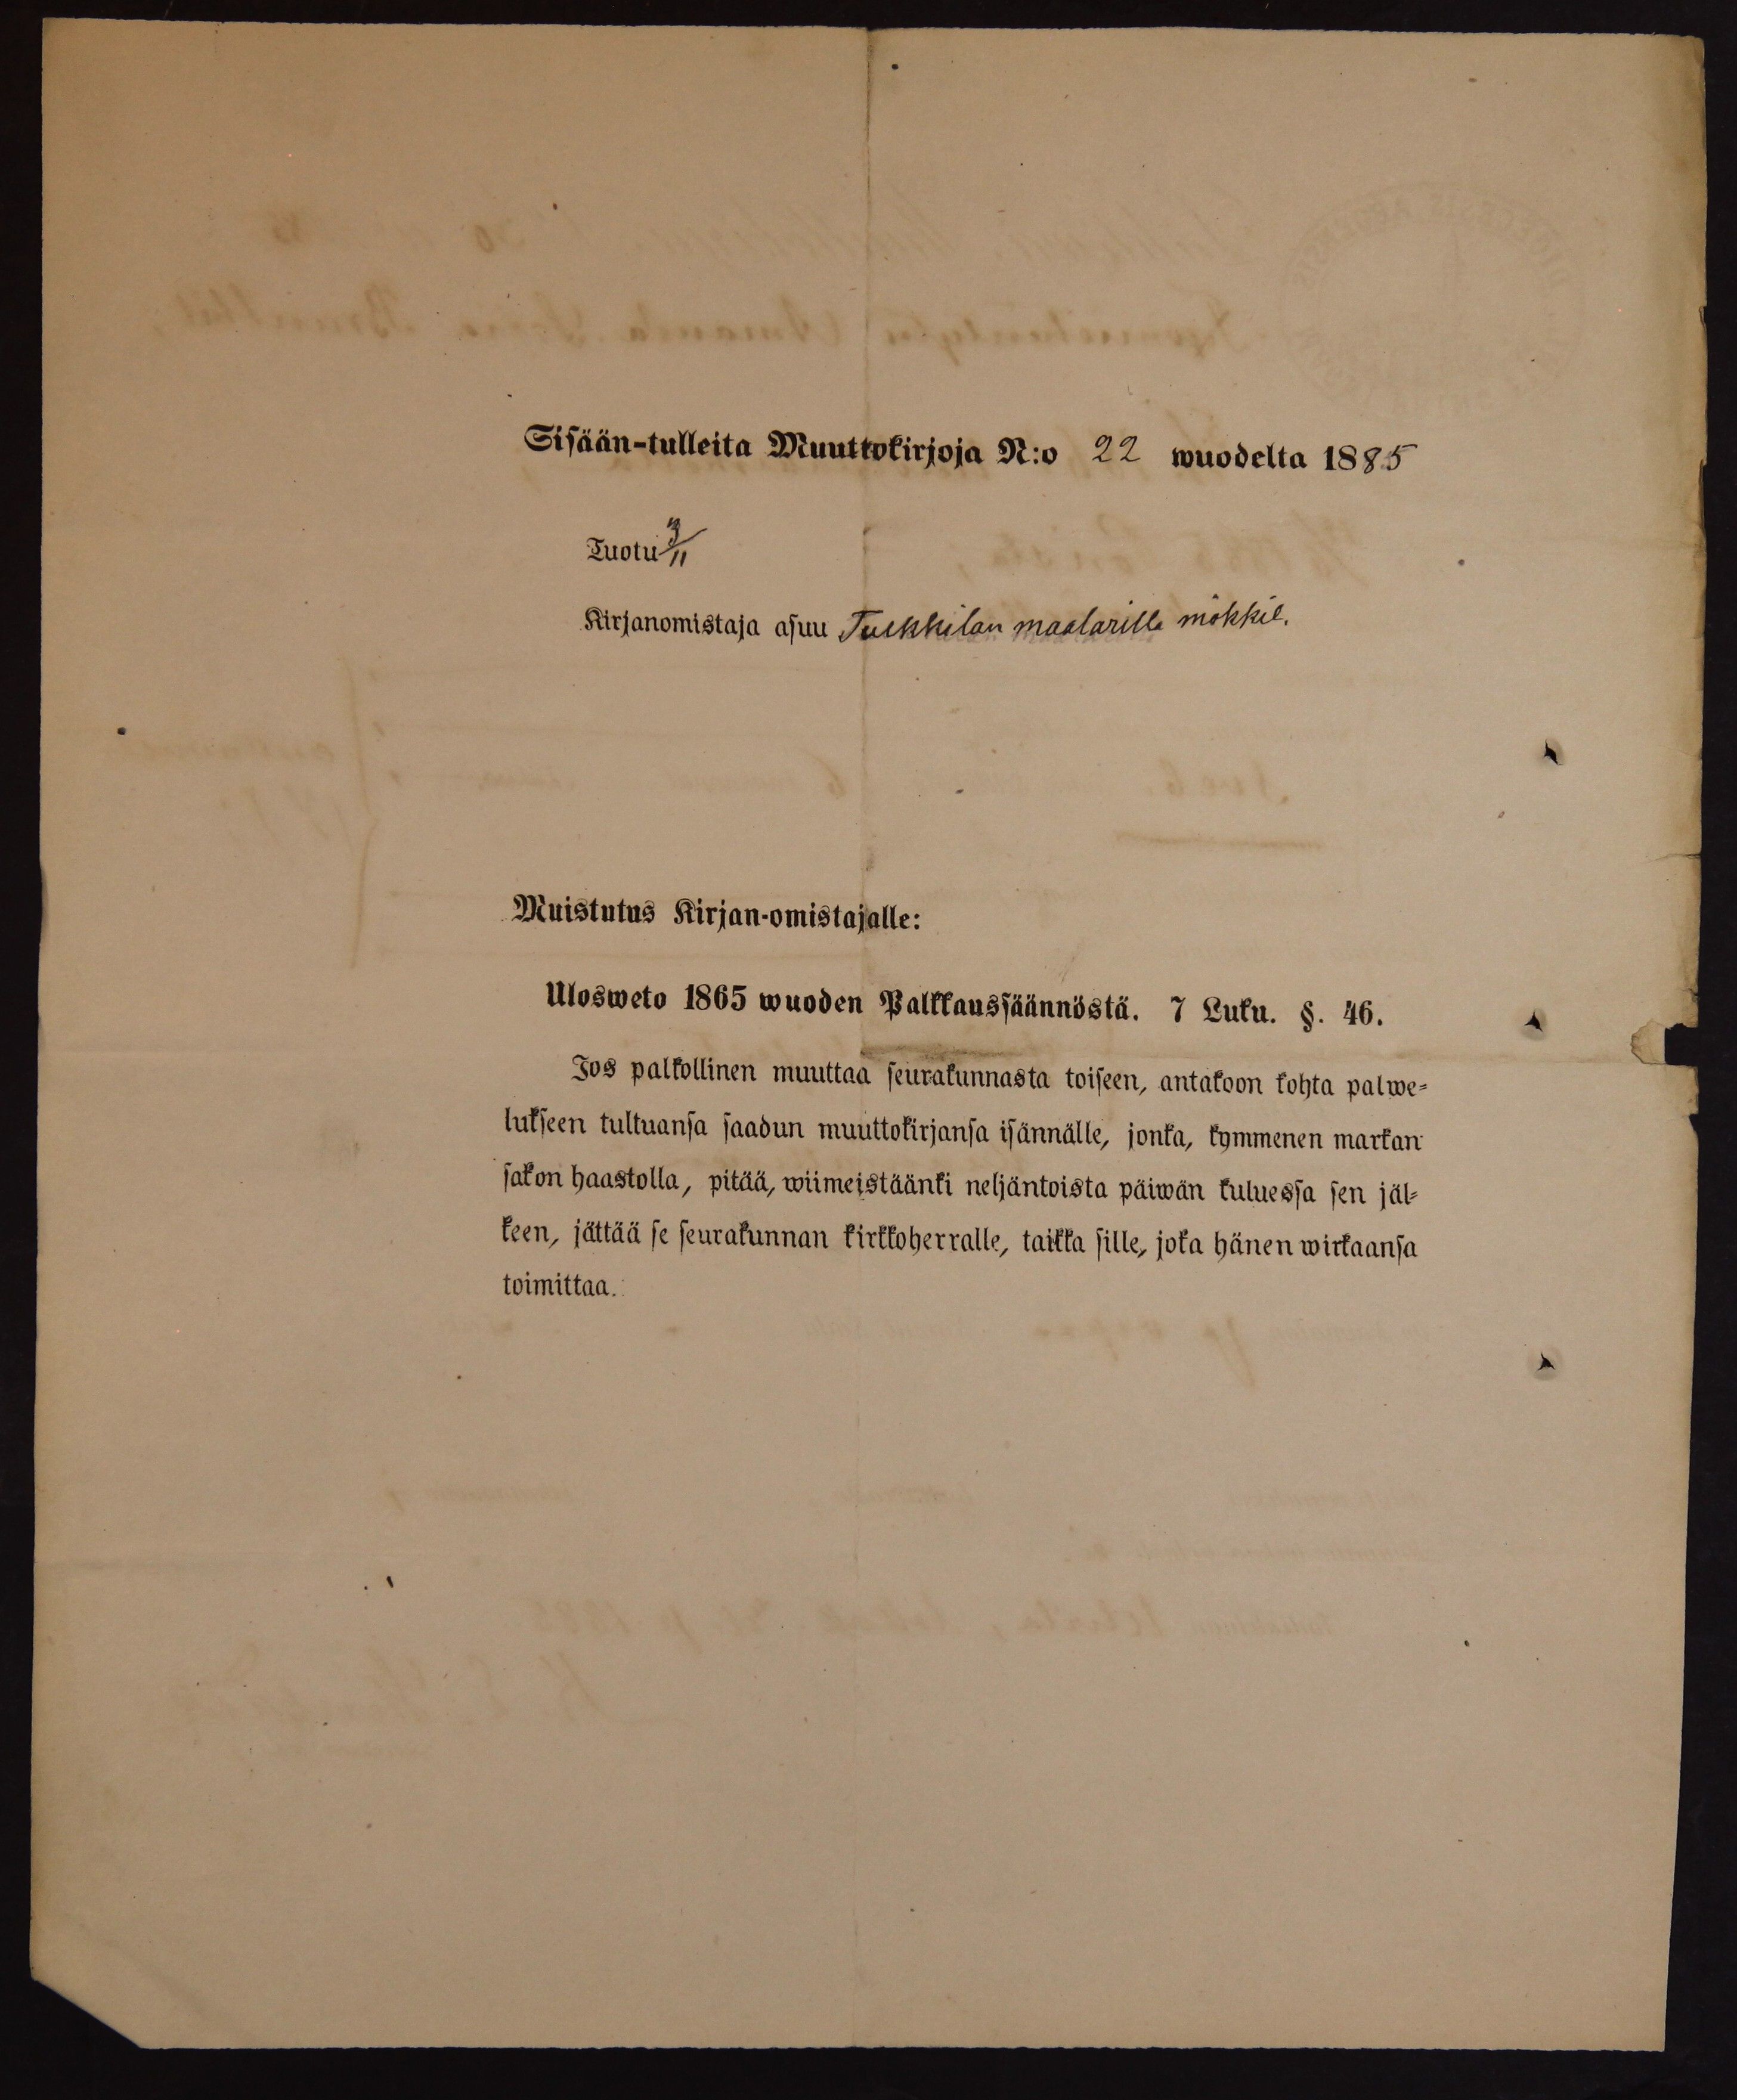 Sisään-tulleita Muuttokirjoja N:o 22 wuodelta 1885
Tuotu 3/11
Kirjanomistaja asuu maalarilla mökkil.
Muistutus Kirjan-omistajalle:
Ulosweto 1865 wuoden Palkkaussäännöstä. 7 Luku. §. 46.
Jos palkollinen muuttaa seurakunnasta toiseen, antakoon kohta palwe=
lukseen tultuansa saadun muuttokirjansa isännälle, jonka, kymmenen markan
sakon haastolla, pitää, wiimeistäänki neljäntoista päiwän kuluessa sen jäl=
keen, jättää se seurakunnan kirkkoherralle, taikka sille, joka hänen wirkaansa
toimittaa.